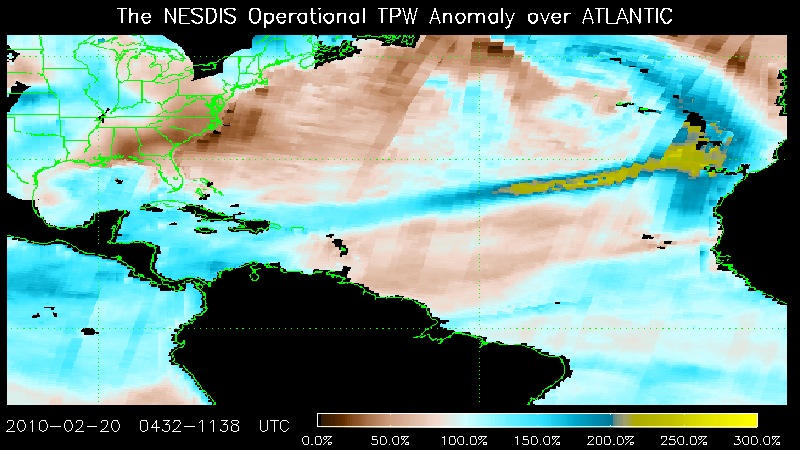 The NESDIS Operational TPW Anomaly over ATLANTIC
2010-02-20 0432-1138 UTC
0.0% 50.0% 100.0% 150.0% 200.0% 250.0% 300.0%